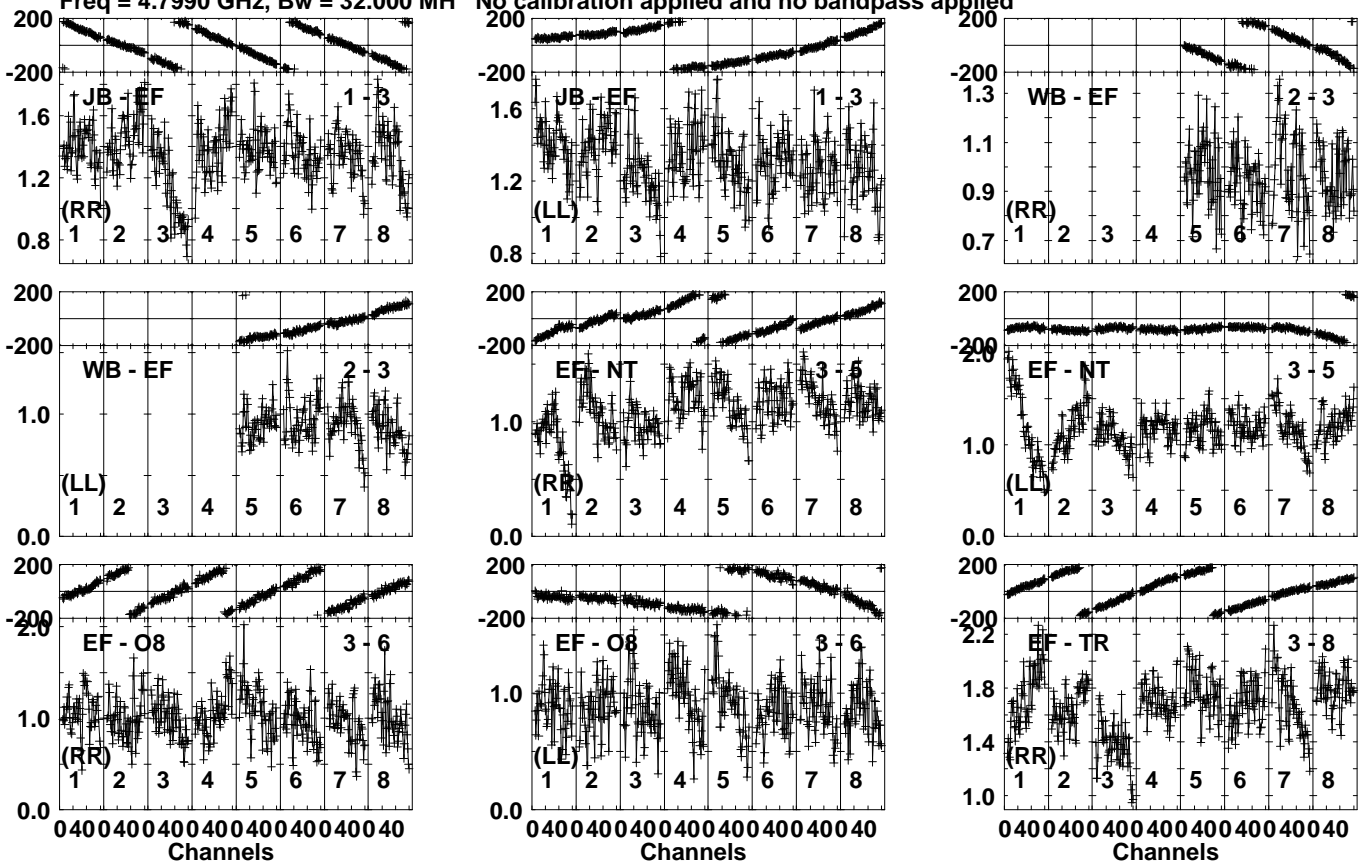 Freq = 4.7990 GHz, Bw = 32.000 MH No calibration applied and no bandpass applied
200
-200
JB - EF 1 - 3
1.6
1.2
0.8
(RR)
1 2 3 4 5 6 7 8
200
-200
JB - EF 1 - 3
1.6
1.2
0.8
(LL)
1 2 3 4 5 6 7 8
200
-200
WB - EF 2 - 3
1.3
1.1
0.9
0.7
(RR)
1 2 3 4 5 6 7 8
200
-200
WB - EF 2 - 3
1.0
0.0
(LL)
1 2 3 4 5 6 7 8
200
-200
EF - NT 3 - 5
1.0
0.0
(RR)
1 2 3 4 5 6 7 8
200
-200
2.0
EF - NT 3 - 5
1.0
0.0
(LL)
1 2 3 4 5 6 7 8
200
-200
2.0
EF - O8 3 - 6
1.0
0.0
(RR)
1 2 3 4 5 6 7 8
0 40 0 40 0 40 0 40 0 40 0 40 0 40 0 40
Channels
200
-200
EF - O8 3 - 6
1.0
0.0
(LL)
1 2 3 4 5 6 7 8
0 40 0 40 0 40 0 40 0 40 0 40 0 40 0 40
Channels
200
-200
2.2
EF - TR 3 - 8
1.8
1.4
1.0
(RR)
1 2 3 4 5 6 7 8
0 40 0 40 0 40 0 40 0 40 0 40 0 40 0 40
Channels